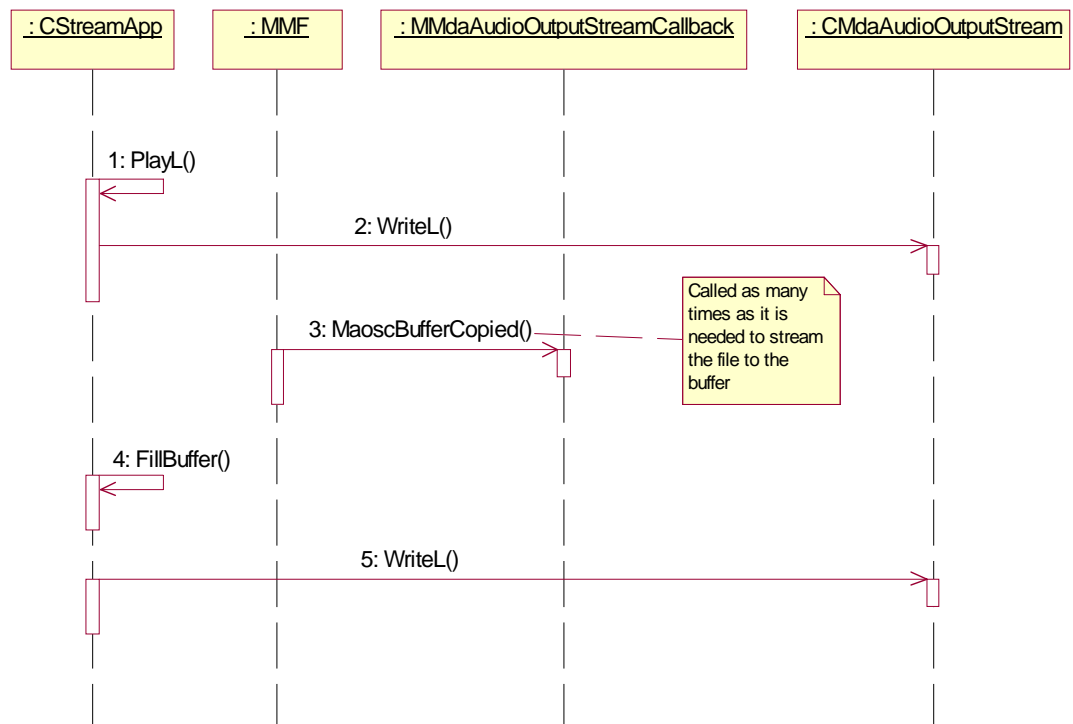 : CStreamApp
: MMF
: MMdaAudioOutputStreamCallback
: CMdaAudioOutputStream
1: PlayL()
2: WriteL()
Called as many
times as it is
needed to stream
the file to the
buffer
3: MaoscBufferCopied()
4: FillBuffer()
5: WriteL()